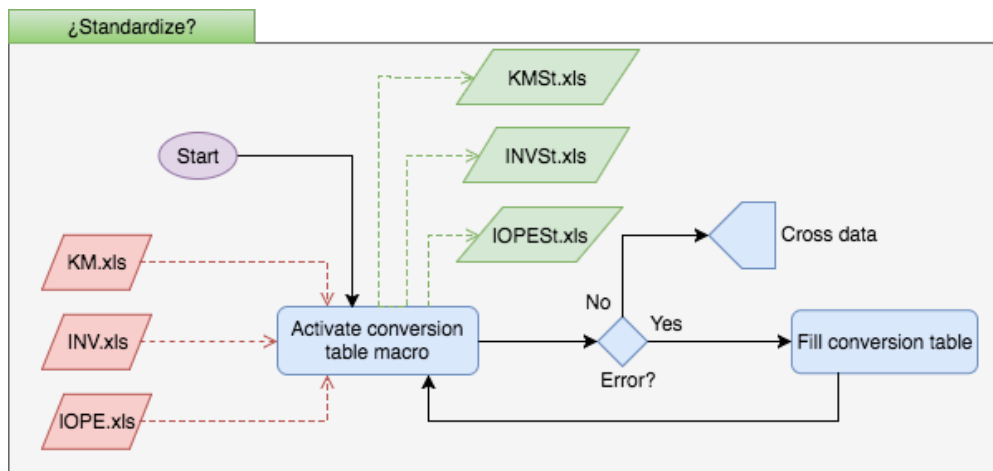 ¿Standardize?
KMSt.xls
Start
INVSt.xls
IOPESt.xls
Cross data
KM.xls
No
Activate conversion
table macro
INV.xls
Yes
Fill conversion table
Error?
IOPE.xls